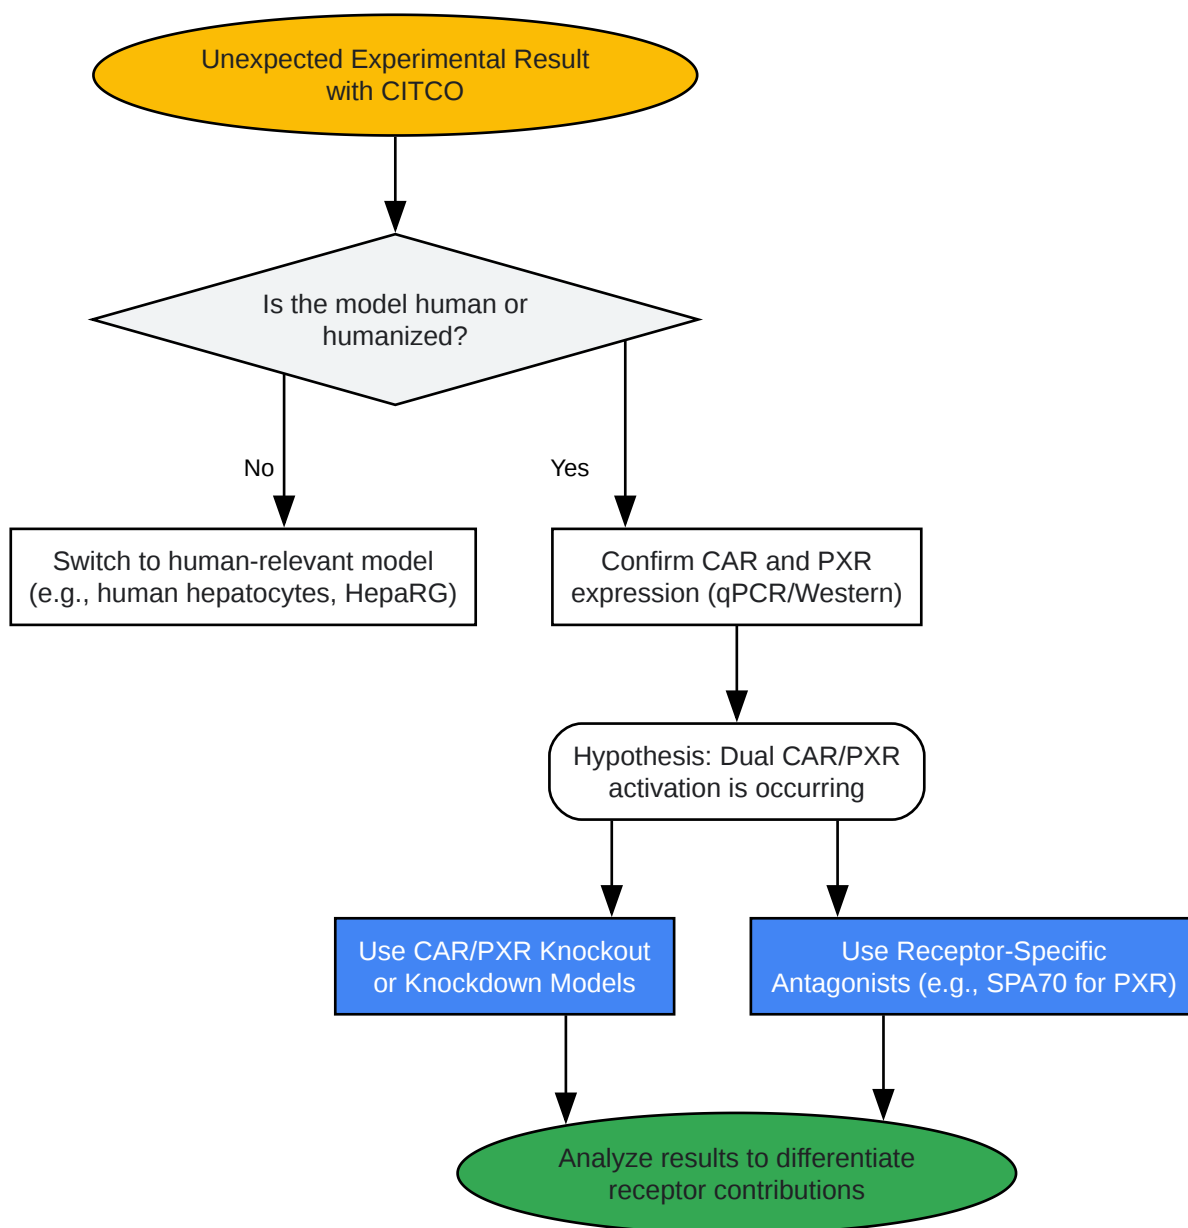 Unexpected Experimental Result
with CITCO
Is the model human or
humanized?
No
Yes
Switch to human-relevant model
(e.g., human hepatocytes, HepaRG)
Confirm CAR and PXR
expression (qPCR/Western)
Hypothesis: Dual CAR/PXR
activation is occurring
Use CAR/PXR Knockout
or Knockdown Models
Use Receptor-Specific
Antagonists (e.g., SPA70 for PXR)
Analyze results to differentiate
receptor contributions